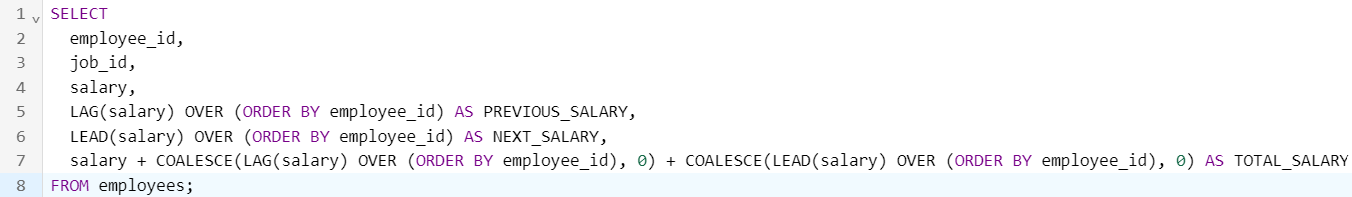 1 SELECT
2 employee_id,
3 job_id,
4 salary,
5 LAG(salary) OVER (ORDER BY employee_id) AS PREVIOUS_SALARY,
6 LEAD(salary) OVER (ORDER BY employee_id) AS NEXT_SALARY,
7 salary + COALESCE(LAG(salary) OVER (ORDER BY employee_id), 0) + COALESCE(LEAD(salary) OVER (ORDER BY employee_id), 0) AS TOTAL_SALARY
8 FROM employees;